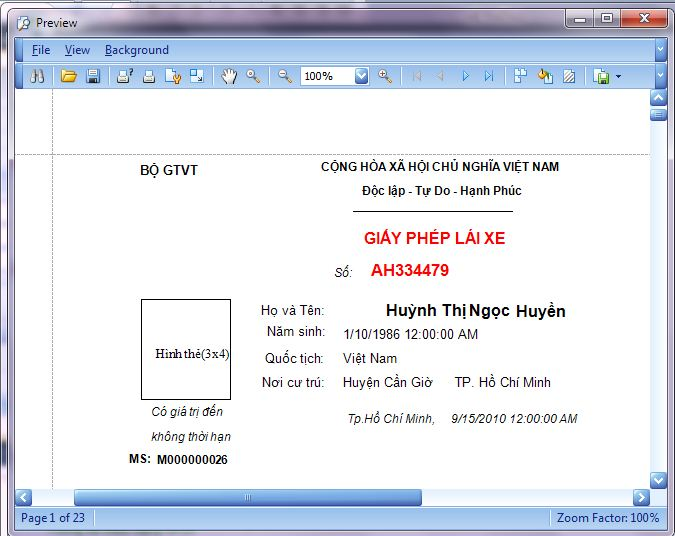 Preview
File View Background
100%
BỘ GTVT
CỘNG HÒA XÃ HỘI CHỦ NGHĨA VIỆT NAM
Độc lập - Tự Do - Hạnh Phúc
GIẤY PHÉP LÁI XE
Số: AH334479
Họ và Tên: Huỳnh Thị Ngọc Huyền
Năm sinh: 1/10/1986 12:00:00 AM
Hình thẻ(3x4)
Quốc tịch: Việt Nam
Nơi cư trú: Huyện Cần Giờ TP. Hồ Chí Minh
Có giá trị đến
không thời hạn
Tp.Hồ Chí Minh, 9/15/2010 12:00:00 AM
MS: M000000026
Page 1 of 23
Zoom Factor: 100%